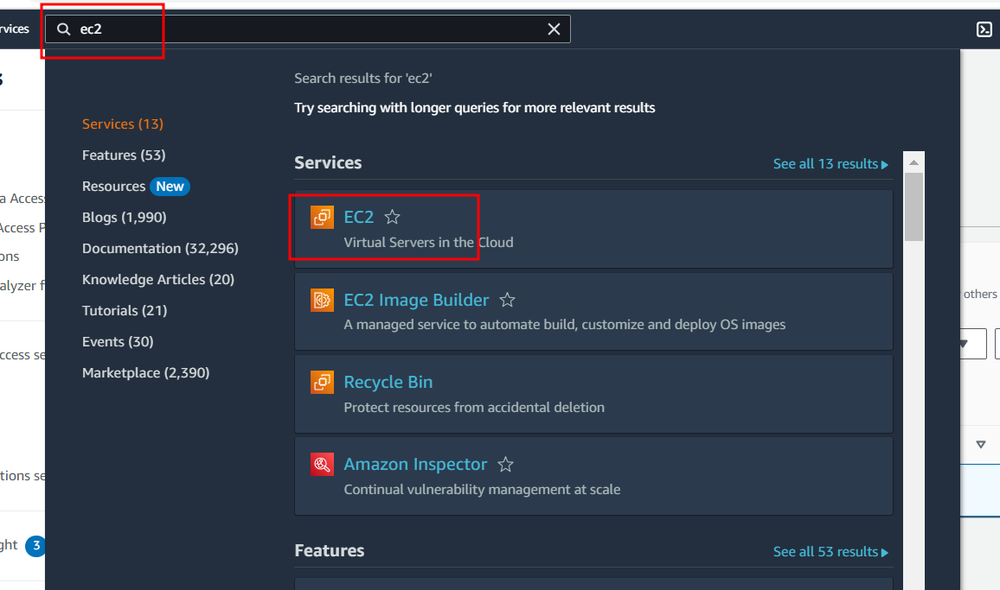 rvices
ec2
Search results for 'ec2'
Try searching with longer queries for more relevant results
Services (13)
Features (53)
Resources New
Blogs (1,990)
Documentation (32,296)
Knowledge Articles (20)
Tutorials (21)
Events (30)
Marketplace (2,390)
Services
See all 13 results
EC2
Virtual Servers in the Cloud
EC2 Image Builder
A managed service to automate build, customize and deploy OS images
Recycle Bin
Protect resources from accidental deletion
Amazon Inspector
Continual vulnerability management at scale
Features
See all 53 results
a Acces
Access P
ons
alyzer f
ccess se
tions se
ght 3
others